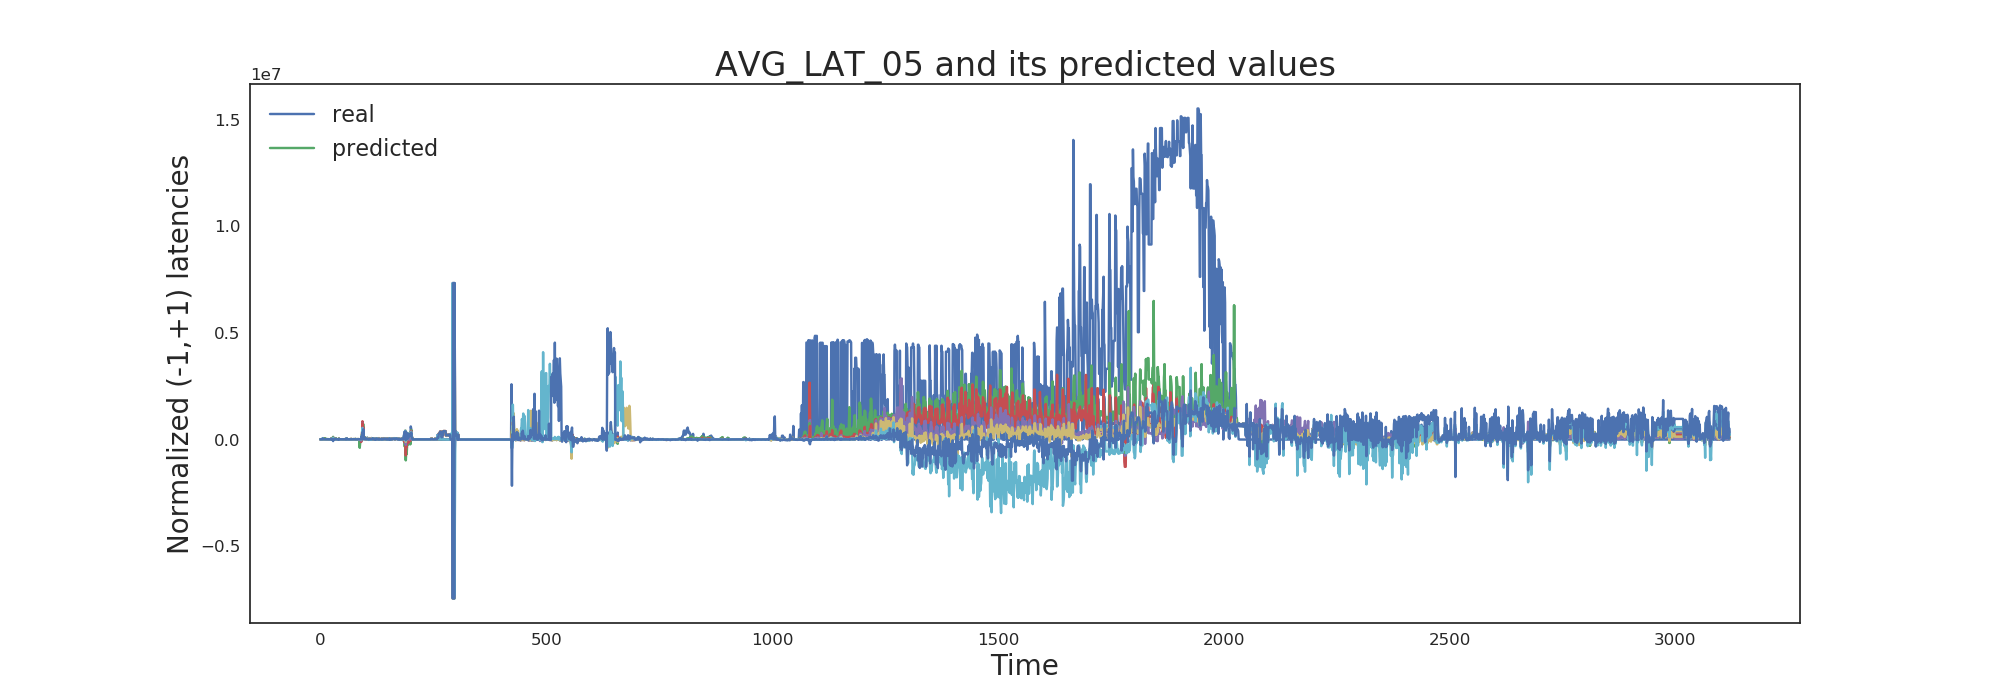 AVG_LAT_05 and its predicted values
1e7
real
predicted
1.5
1.0
0.5
0.0
−0.5
Normalized (-1,+1) latencies
0 500 1000 1500 2000 2500 3000
Time